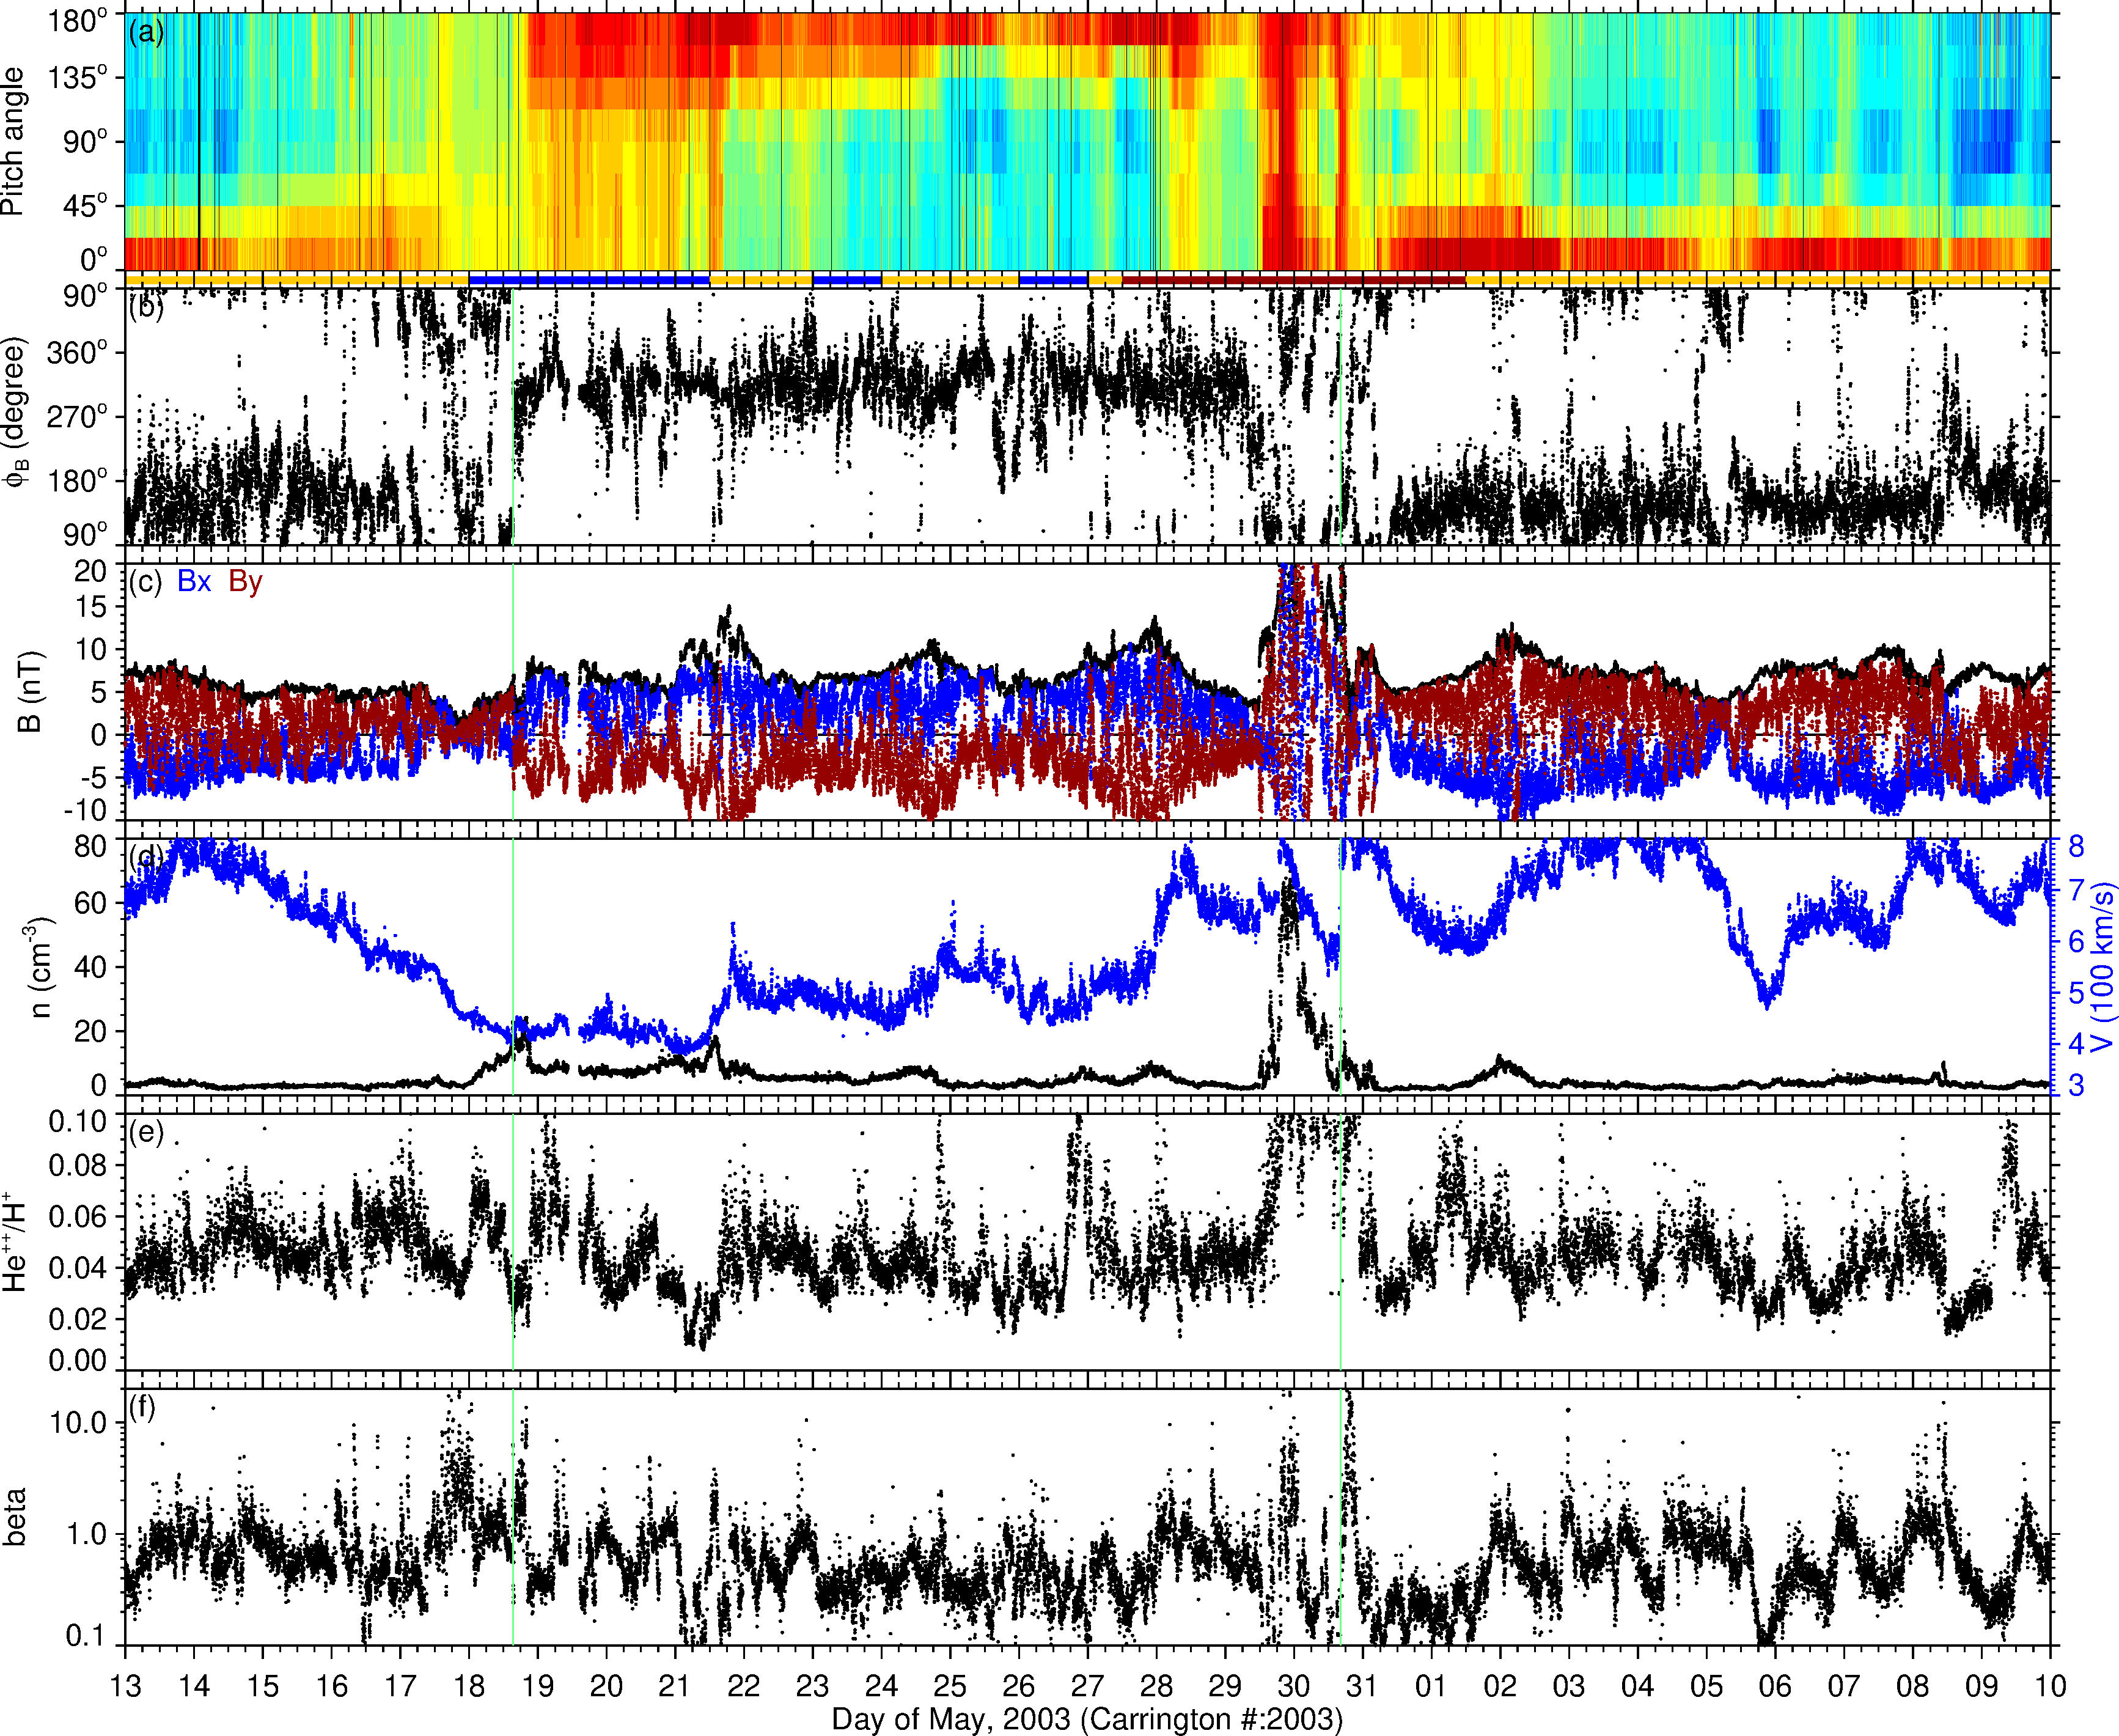 (a)
180°
135°
90°
45°
0°
Pitch angle
(b)
90°
360°
270°
180°
90°
ϕB (degree)
(c) Bx By
20
15
10
5
0
-5
-10
B (nT)
(d)
80
60
40
20
0
n (cm-3)
8
7
6
5
4
3
V (100 km/s)
(e)
0.10
0.08
0.06
0.04
0.02
0.00
He++/H+
(f)
10.0
1.0
0.1
beta
13 14 15 16 17 18 19 20 21 22 23 24 25 26 27 28 29 30 31 01 02 03 04 05 06 07 08 09 10
Day of May, 2003 (Carrington #:2003)